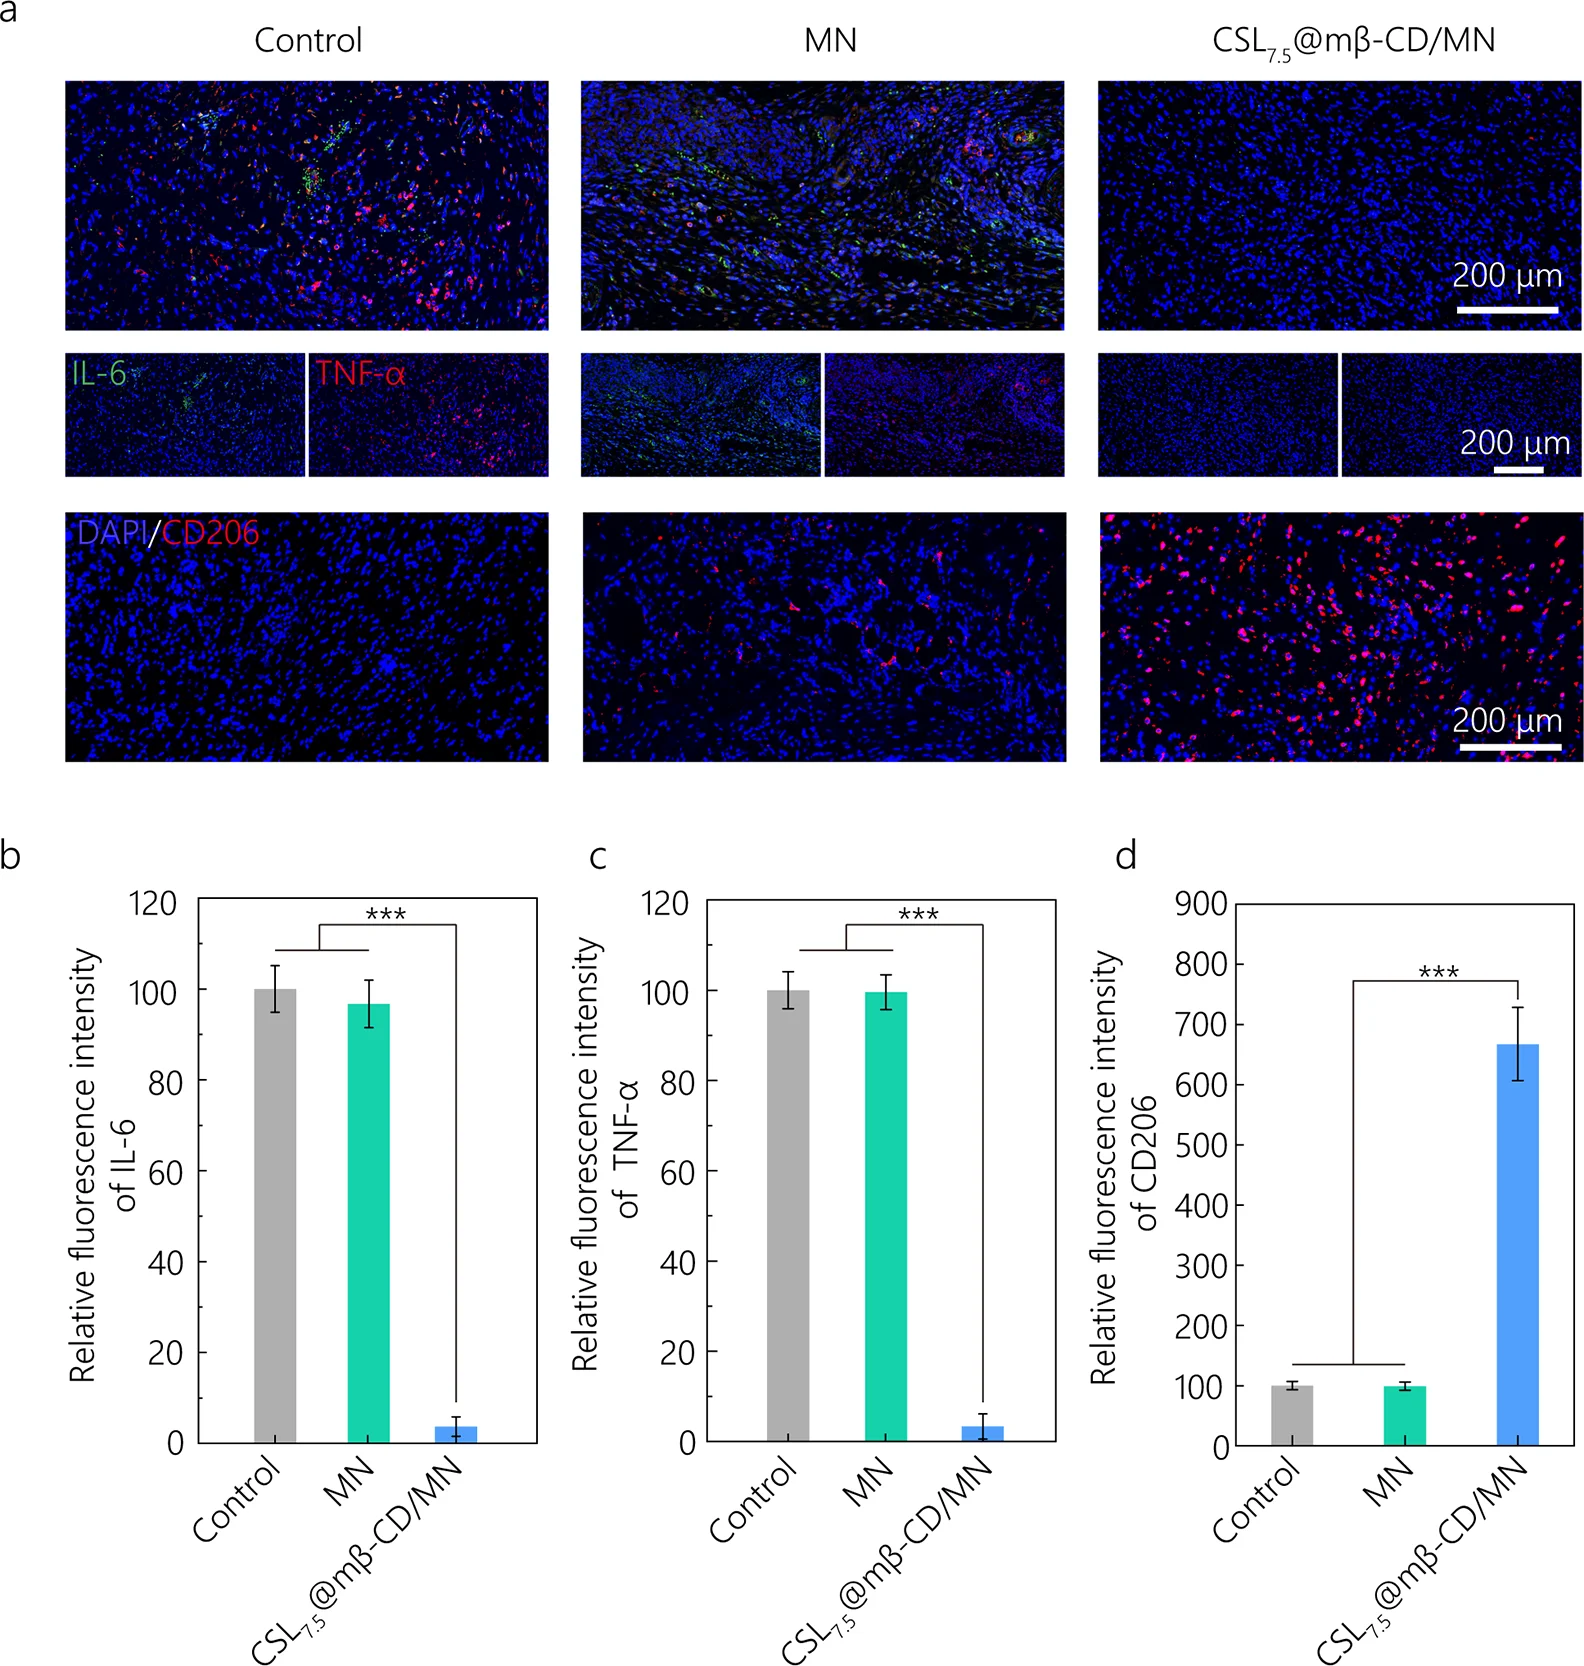 a
Control
MN
CSL7.5@mβ-CD/MN
200 μm
IL-6
TNF-α
200 μm
DAPI/CD206
200 μm
b
Relative fluorescence intensity
of IL-6
120
100
80
60
40
20
0
***
Control
MN
CSL7.5@mβ-CD/MN
c
Relative fluorescence intensity
of TNF-α
120
100
80
60
40
20
0
***
Control
MN
CSL7.5@mβ-CD/MN
d
Relative fluorescence intensity
of CD206
900
800
700
600
500
400
300
200
100
0
***
Control
MN
CSL7.5@mβ-CD/MN